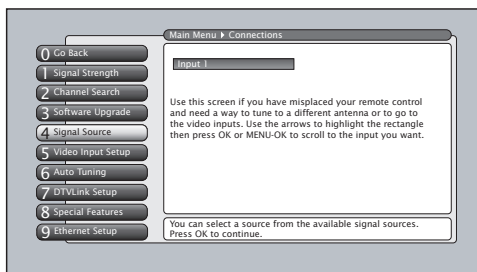 Main Menu ▸ Connections
0 Go Back
1 Signal Strength
2 Channel Search
3 Software Upgrade
4 Signal Source
5 Video Input Setup
6 Auto Tuning
7 DTVLink Setup
8 Special Features
9 Ethernet Setup
Input 1
Use this screen if you have misplaced your remote control
and need a way to tune to a different antenna or to go to
the video inputs. Use the arrows to highlight the rectangle
then press OK or MENU-OK to scroll to the input you want.
You can select a source from the available signal sources.
Press OK to continue.